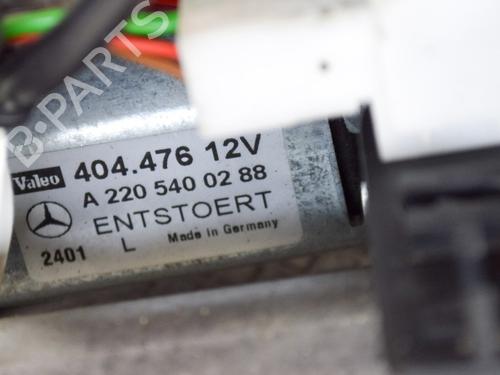 B-PARTS
Valeo 404.476 12V
A 220 540 02 88
ENTSTOERT
2401 L Made in Germany